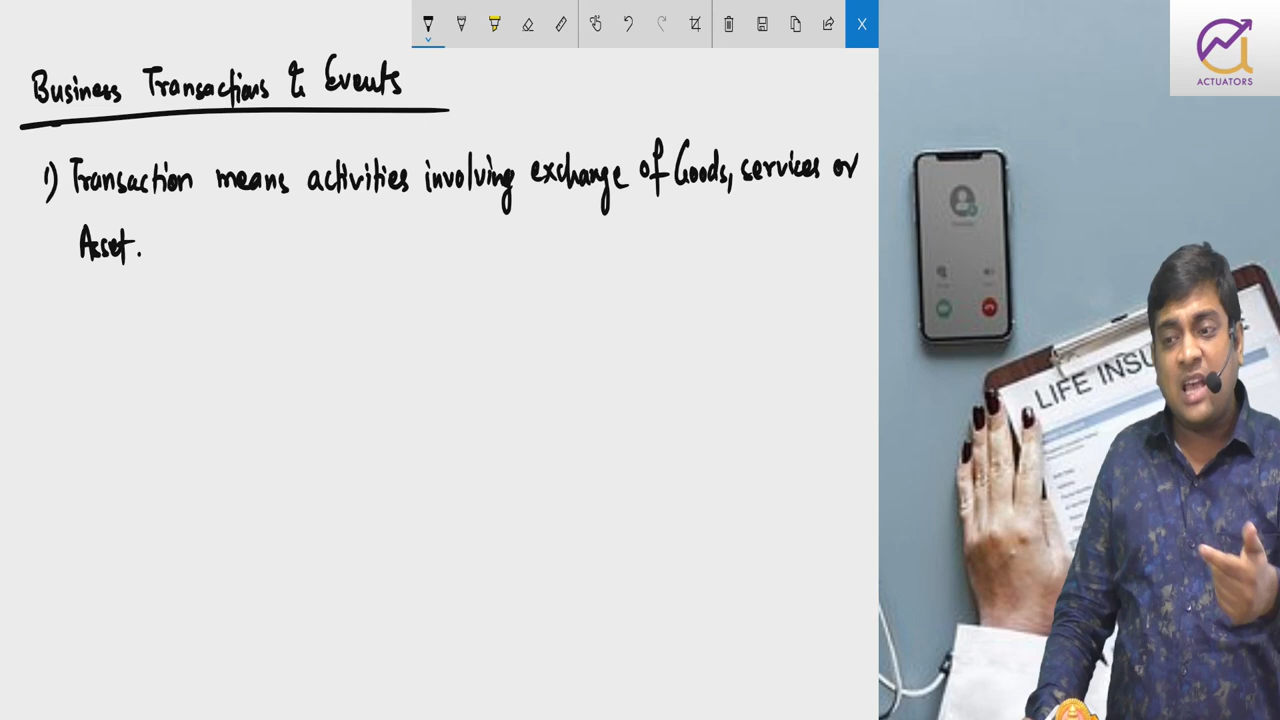 ACTUATORS
Business Transactions & Events
1) Transaction means activities involving exchange of Goods, services or
Asset.
LIFE INSU